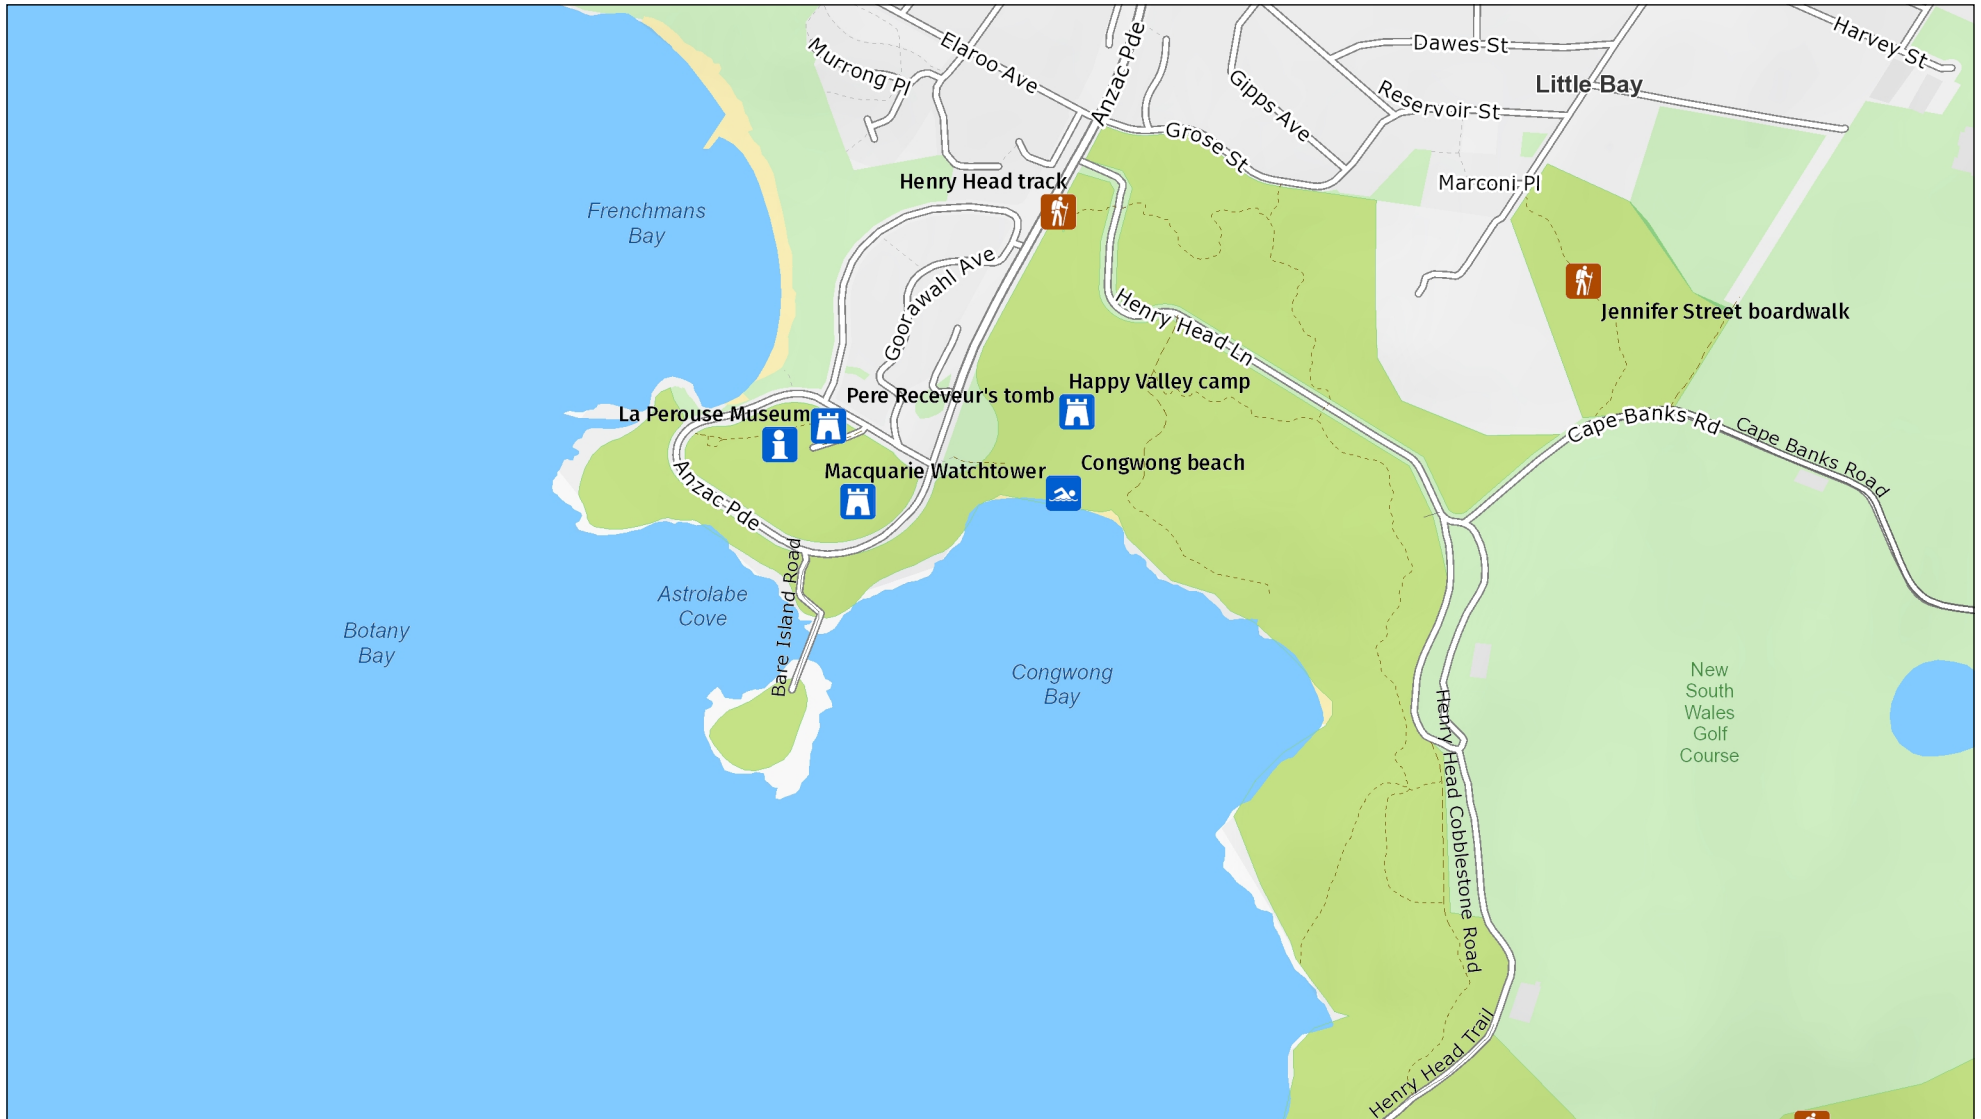 Harvey St
Elaroo Ave
Anzac Pde
Dawes St
Murrong Pl
Little Bay
Gipps Ave
Reservoir St
Grose St
Henry Head track
Marconi Pl
Frenchmans
Bay
Goorawahl Ave
Henry Head Ln
Jennifer Street boardwalk
Happy Valley camp
Pere Receveur's tomb
La Perouse Museum
Cape Banks Rd
Cape Banks Road
Congwong beach
Macquarie Watchtower
Anzac Pde
Bare Island Road
Astrolabe
Cove
Botany
Bay
Congwong
Bay
New
South
Wales
Golf
Course
Henry Head Cobblestone Road
Henry Head Trail